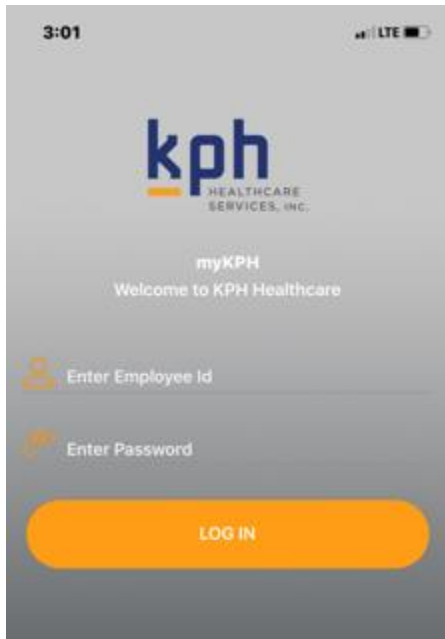 3:01
LTE
kph
HEALTHCARE
SERVICES, INC.
myKPH
Welcome to KPH Healthcare
Enter Employee Id
Enter Password
LOG IN